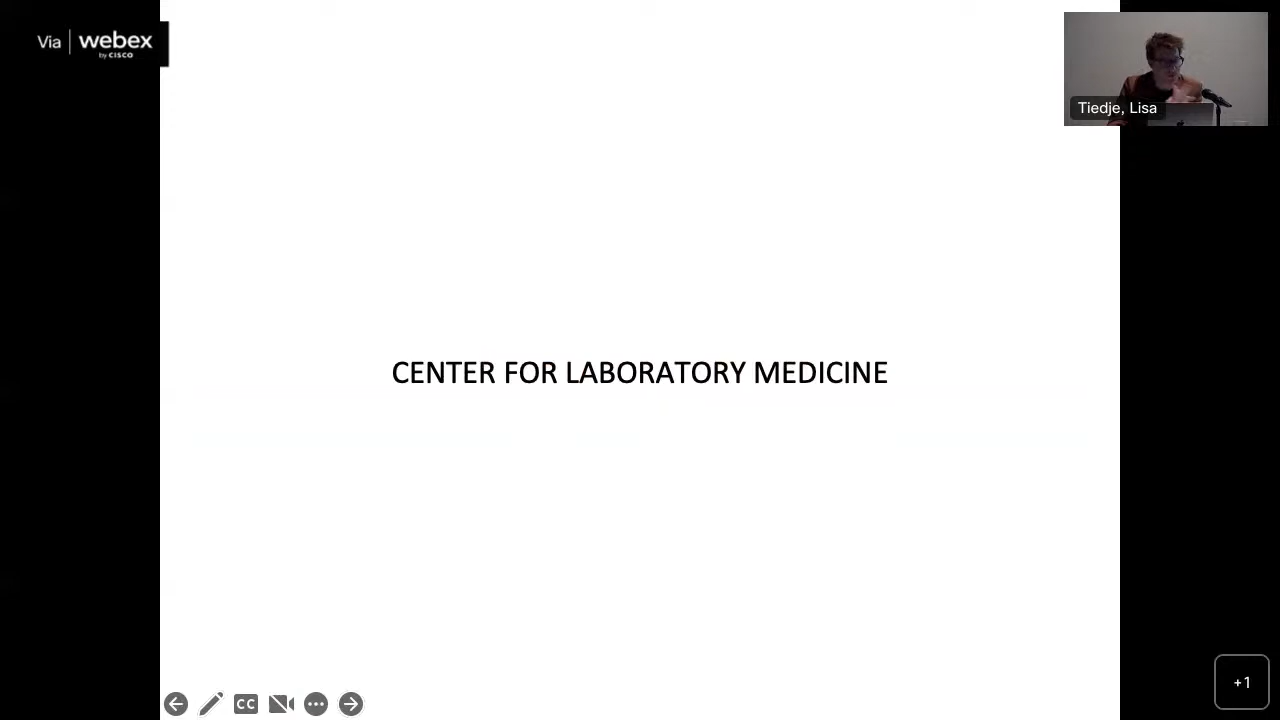 Via webex
by CISCO
Tiedje, Lisa
CENTER FOR LABORATORY MEDICINE
CC
+1